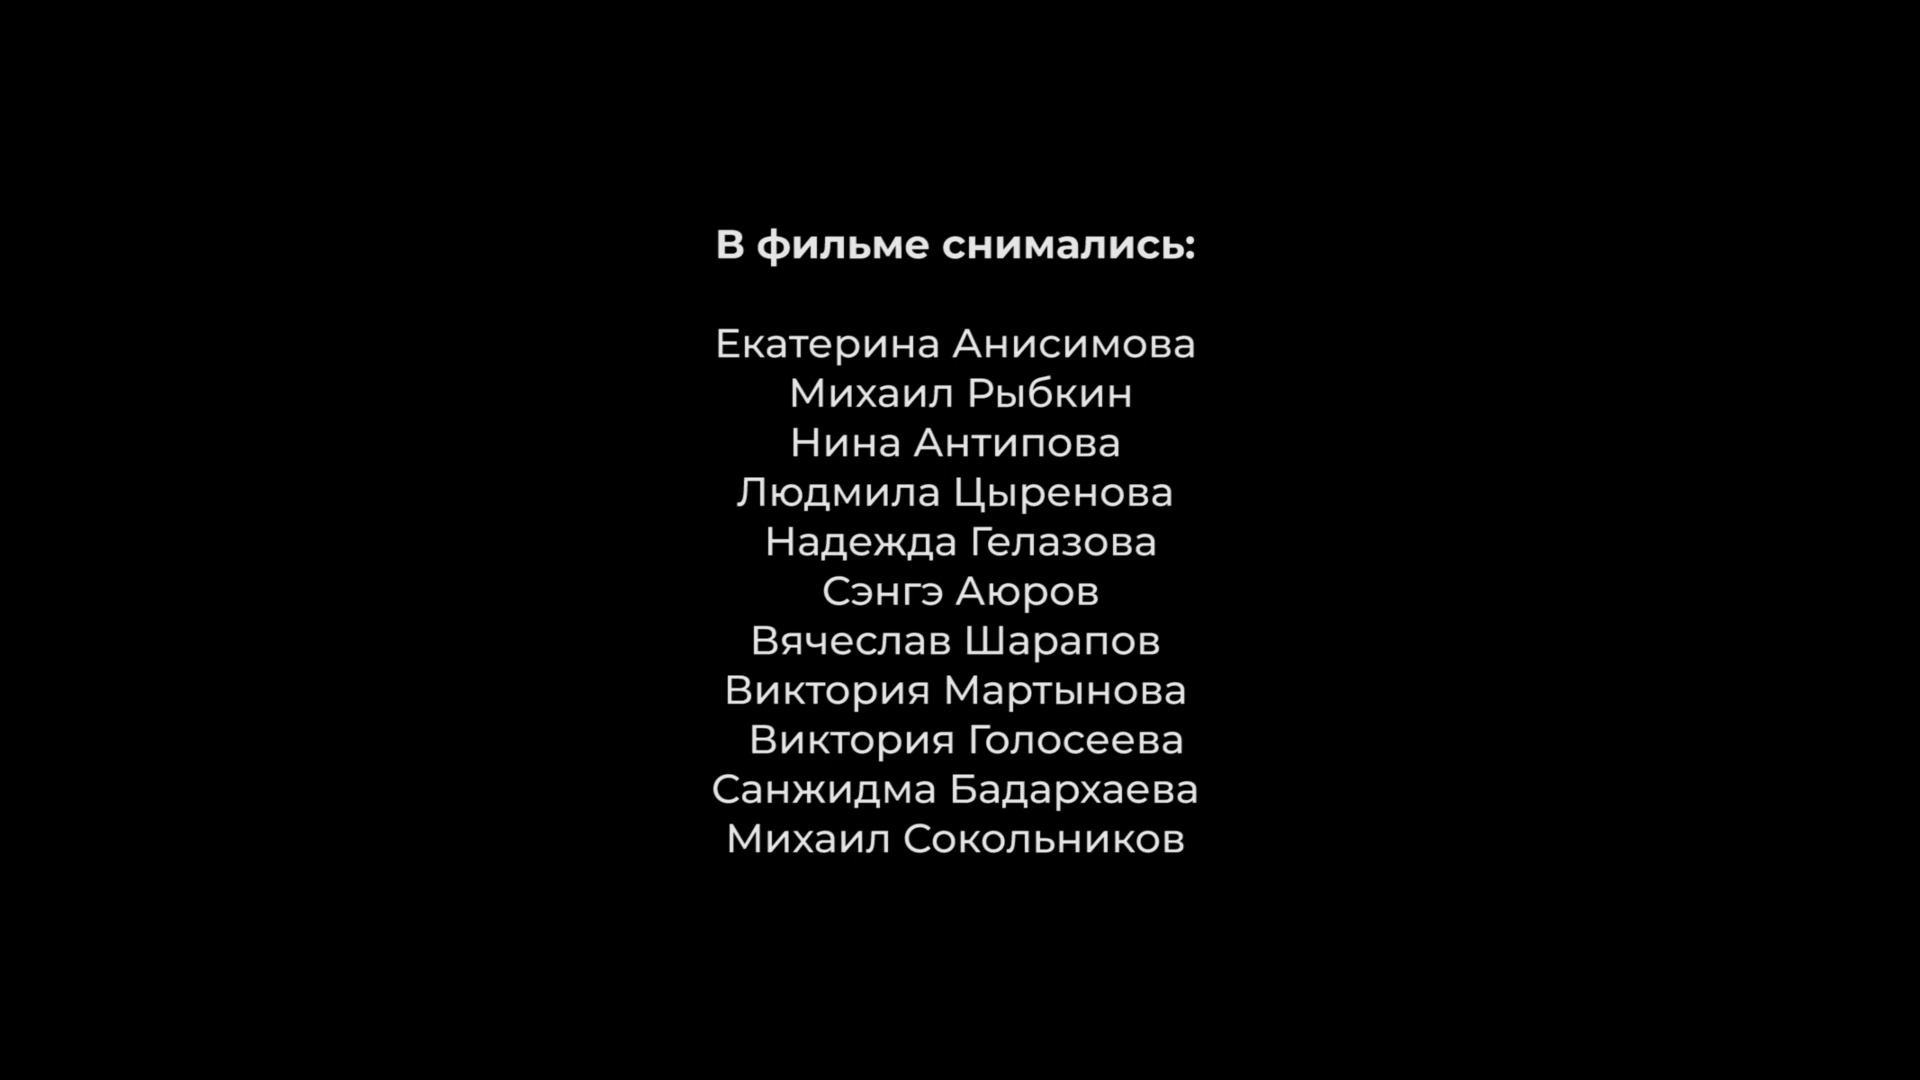 В фильме снимались:
Екатерина Анисимова
Михаил Рыбкин
Нина Антипова
Людмила Цыренова
Надежда Гелазова
Сэнгэ Аюров
Вячеслав Шарапов
Виктория Мартынова
Виктория Голосеева
Санжидма Бадархаева
Михаил Сокольников